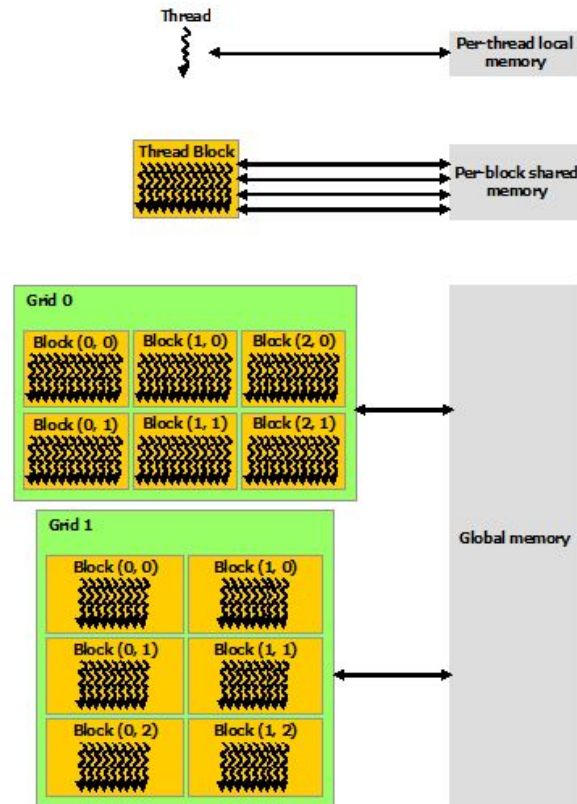 Thread
Per-thread local
memory
Thread Block
Per-block shared
memory
Grid 0
Block (0, 0) Block (1, 0) Block (2, 0)
Block (0, 1) Block (1, 1) Block (2, 1)
Global memory
Grid 1
Block (0, 0) Block (1, 0)
Block (0, 1) Block (1, 1)
Block (0, 2) Block (1, 2)